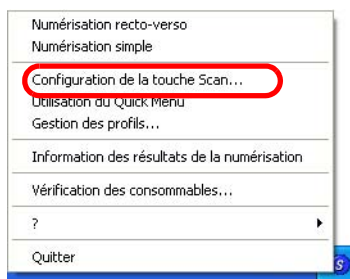 Numérisation recto-verso
Numérisation simple
Configuration de la touche Scan...
Utilisation du Quick Menu
Gestion des profils...
Information des résultats de la numérisation
Vérification des consommables...
?
Quitter
S